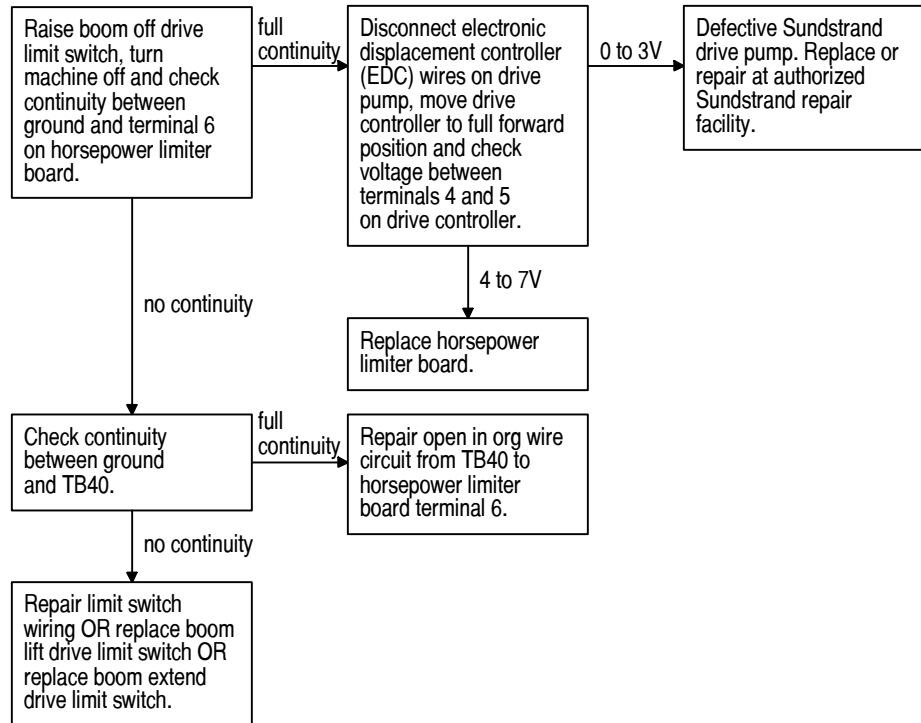 Raise boom off drive
limit switch, turn
machine off and check
continuity between
ground and terminal 6
on horsepower limiter
board.
full
continuity
Disconnect electronic
displacement controller
(EDC) wires on drive
pump, move drive
controller to full forward
position and check
voltage between
terminals 4 and 5
on drive controller.
0 to 3V
Defective Sundstrand
drive pump. Replace or
repair at authorized
Sundstrand repair
facility.
4 to 7V
Replace horsepower
limiter board.
no continuity
Check continuity
between ground
and TB40.
full
continuity
Repair open in org wire
circuit from TB40 to
horsepower limiter
board terminal 6.
no continuity
Repair limit switch
wiring OR replace boom
lift drive limit switch OR
replace boom extend
drive limit switch.